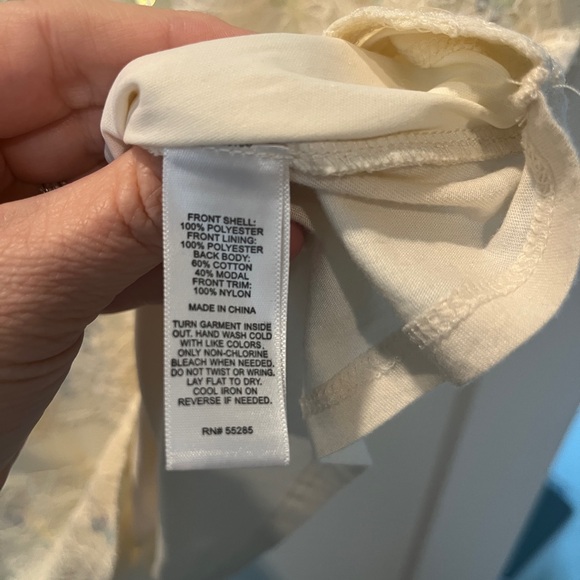 FRONT SHELL:
100% POLYESTER
FRONT LINING:
100% POLYESTER
BACK BODY:
60% COTTON
40% MODAL
FRONT TRIM:
100% NYLON
MADE IN CHINA
TURN GARMENT INSIDE
OUT. HAND WASH COLD
WITH LIKE COLORS,
ONLY NON-CHLORINE
BLEACH WHEN NEEDED.
DO NOT TWIST OR WRING.
LAY FLAT TO DRY.
COOL IRON ON
REVERSE IF NEEDED.
RN# 55285